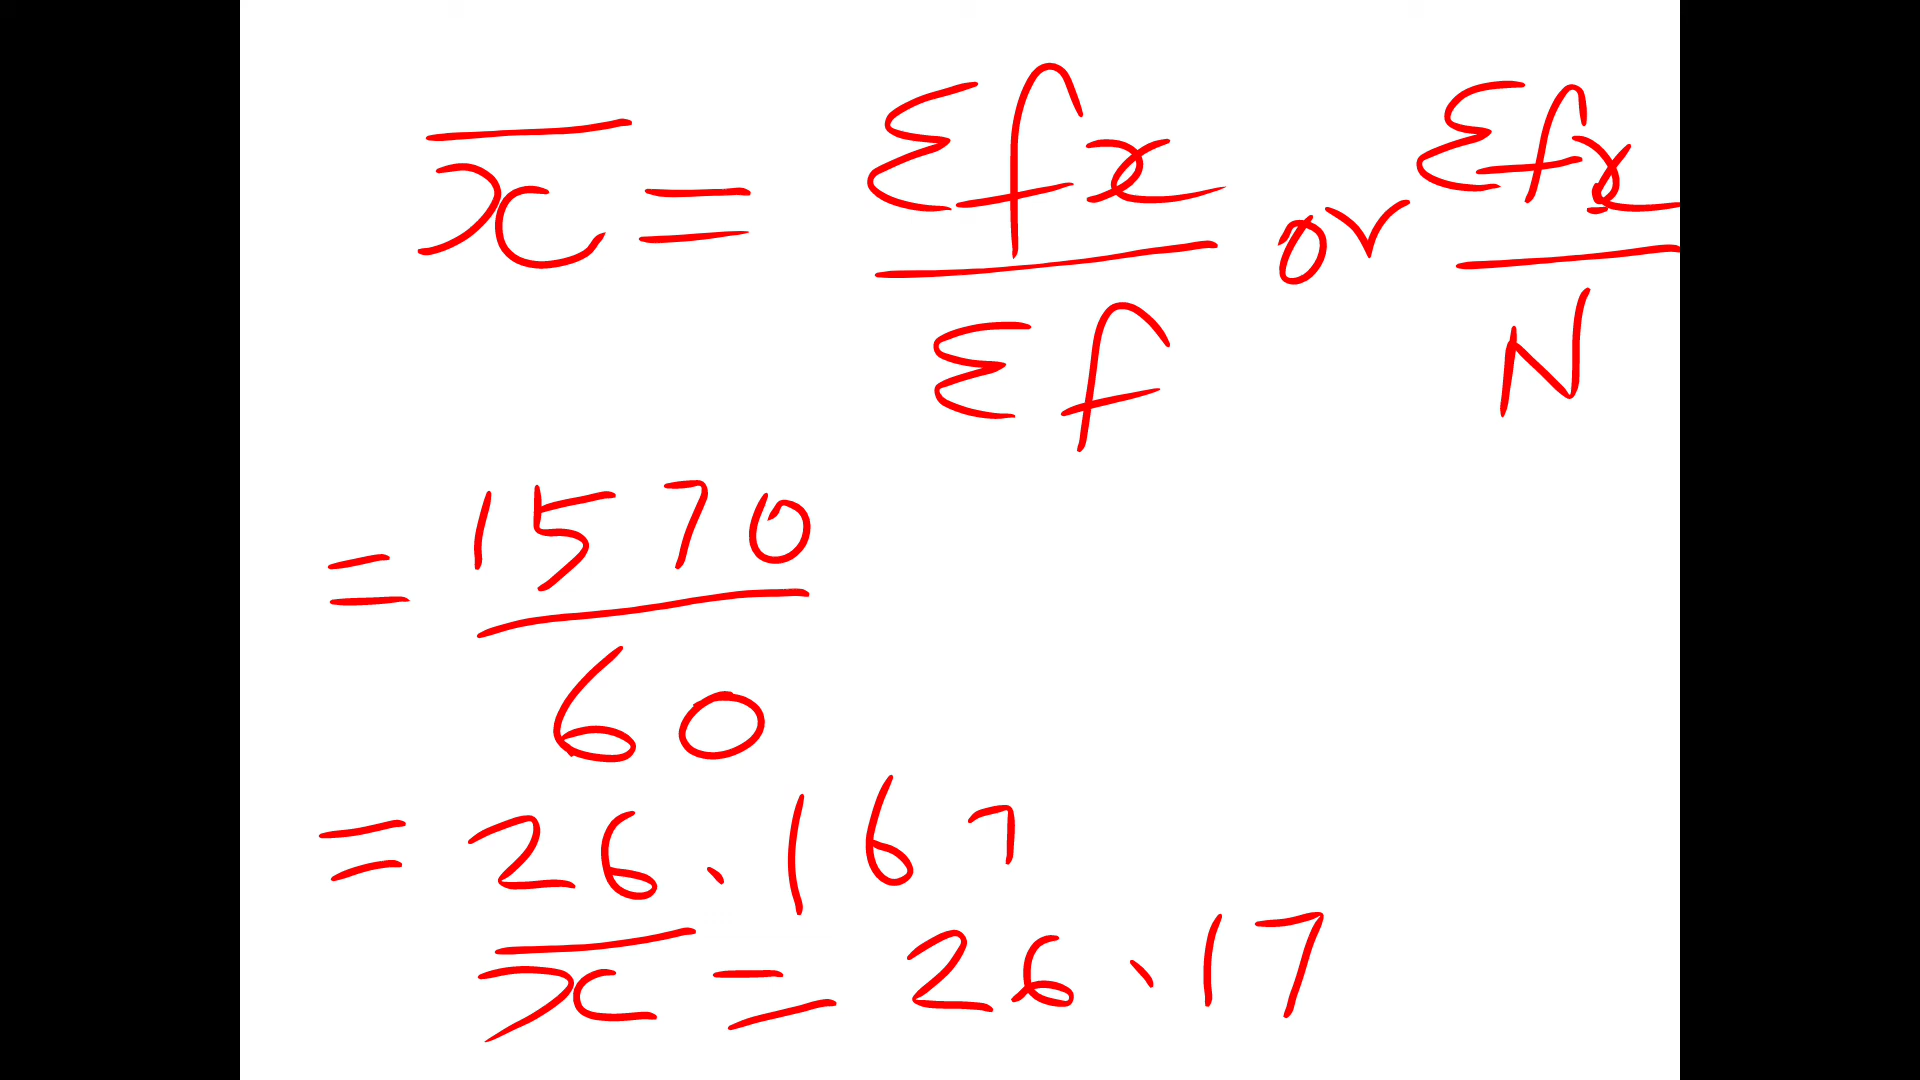 x̄ = Σfx / Σf or Σfx / N
= 1570 / 60
= 26.167
x̄ = 26.17